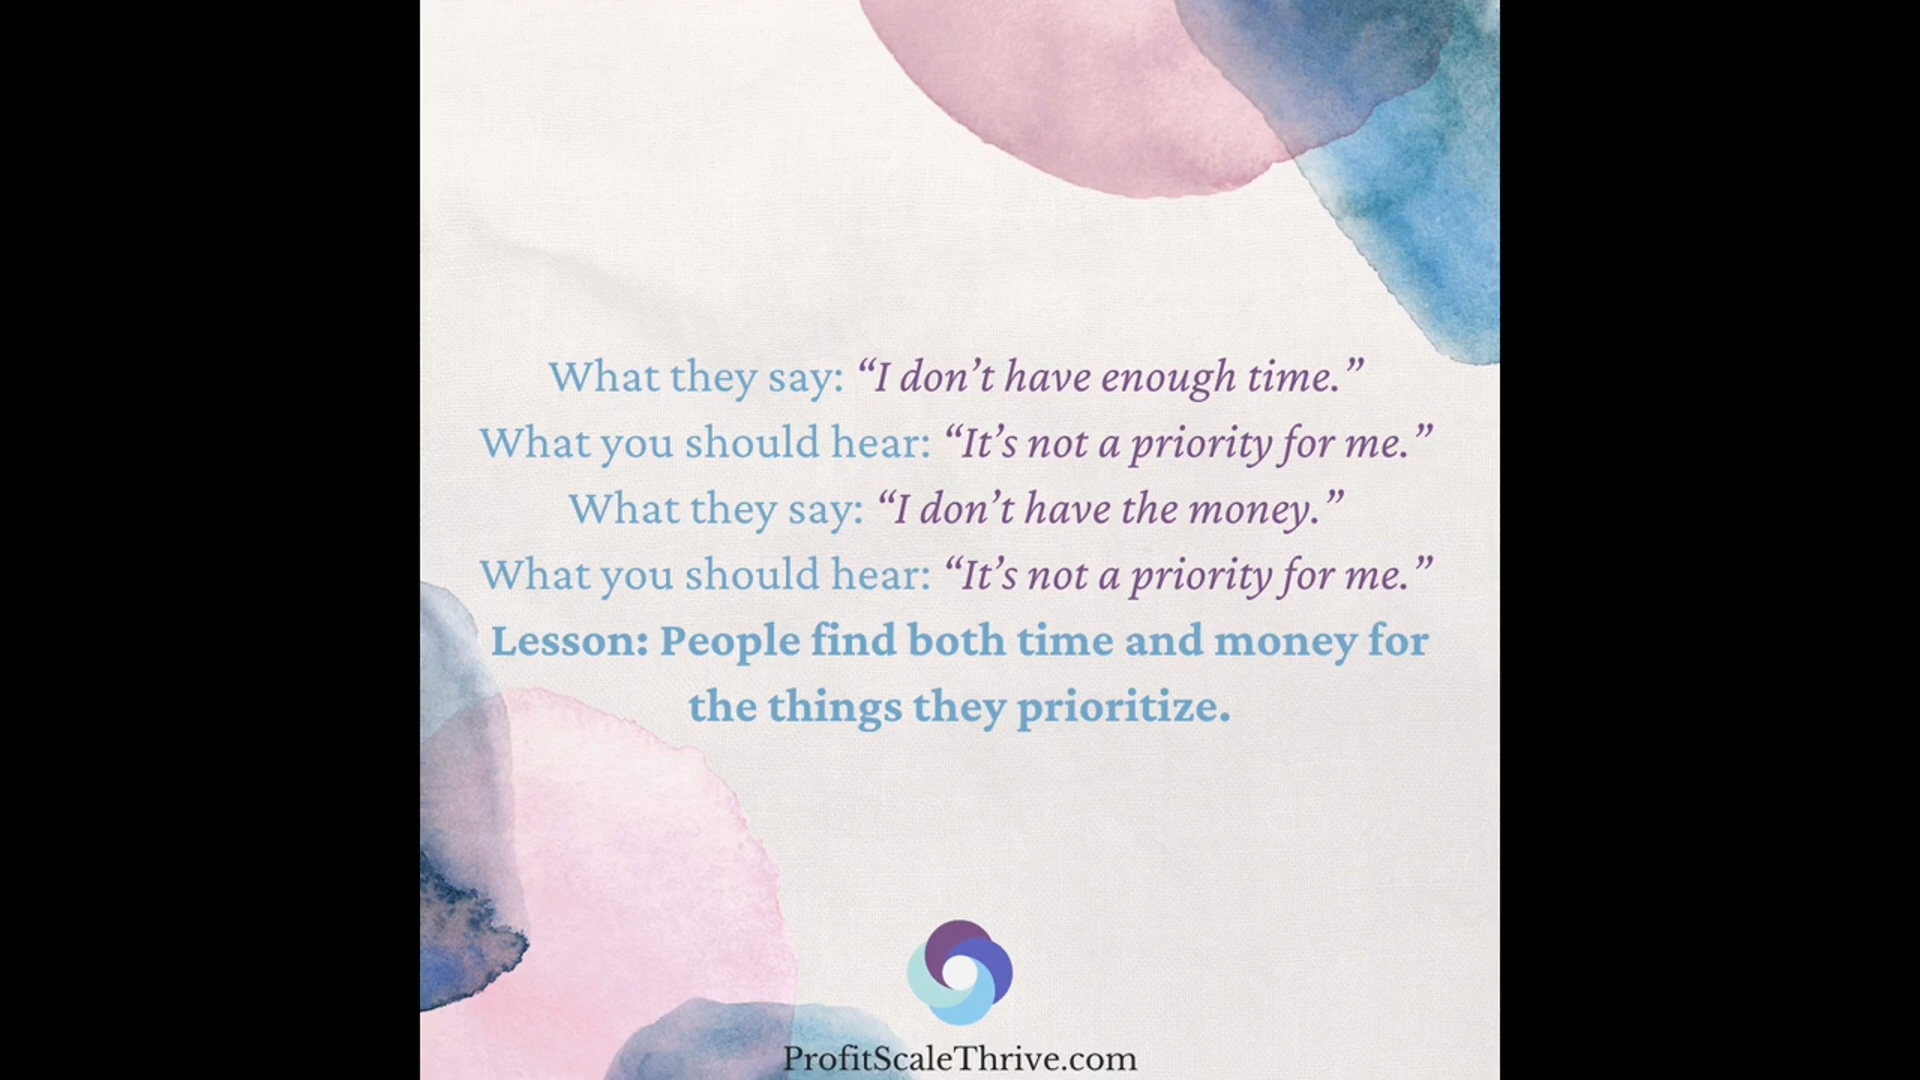 What they say: “I don’t have enough time.”
What you should hear: “It’s not a priority for me.”
What they say: “I don’t have the money.”
What you should hear: “It’s not a priority for me.”
Lesson: People find both time and money for
the things they prioritize.
ProfitScaleThrive.com